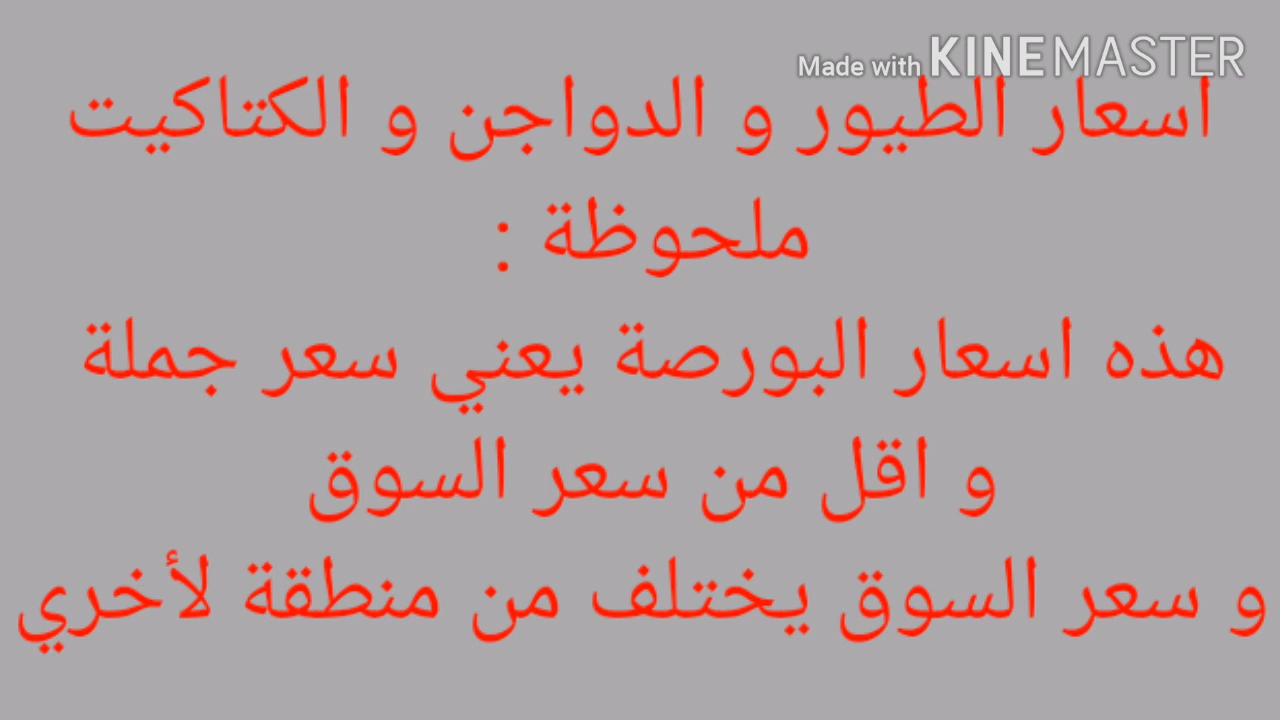 Made with KINEMASTER
اسعار الطيور و الدواجن و الكتاكيت
ملحوظة :
هذه اسعار البورصة يعني سعر جملة
و اقل من سعر السوق
و سعر السوق يختلف من منطقة لأخري